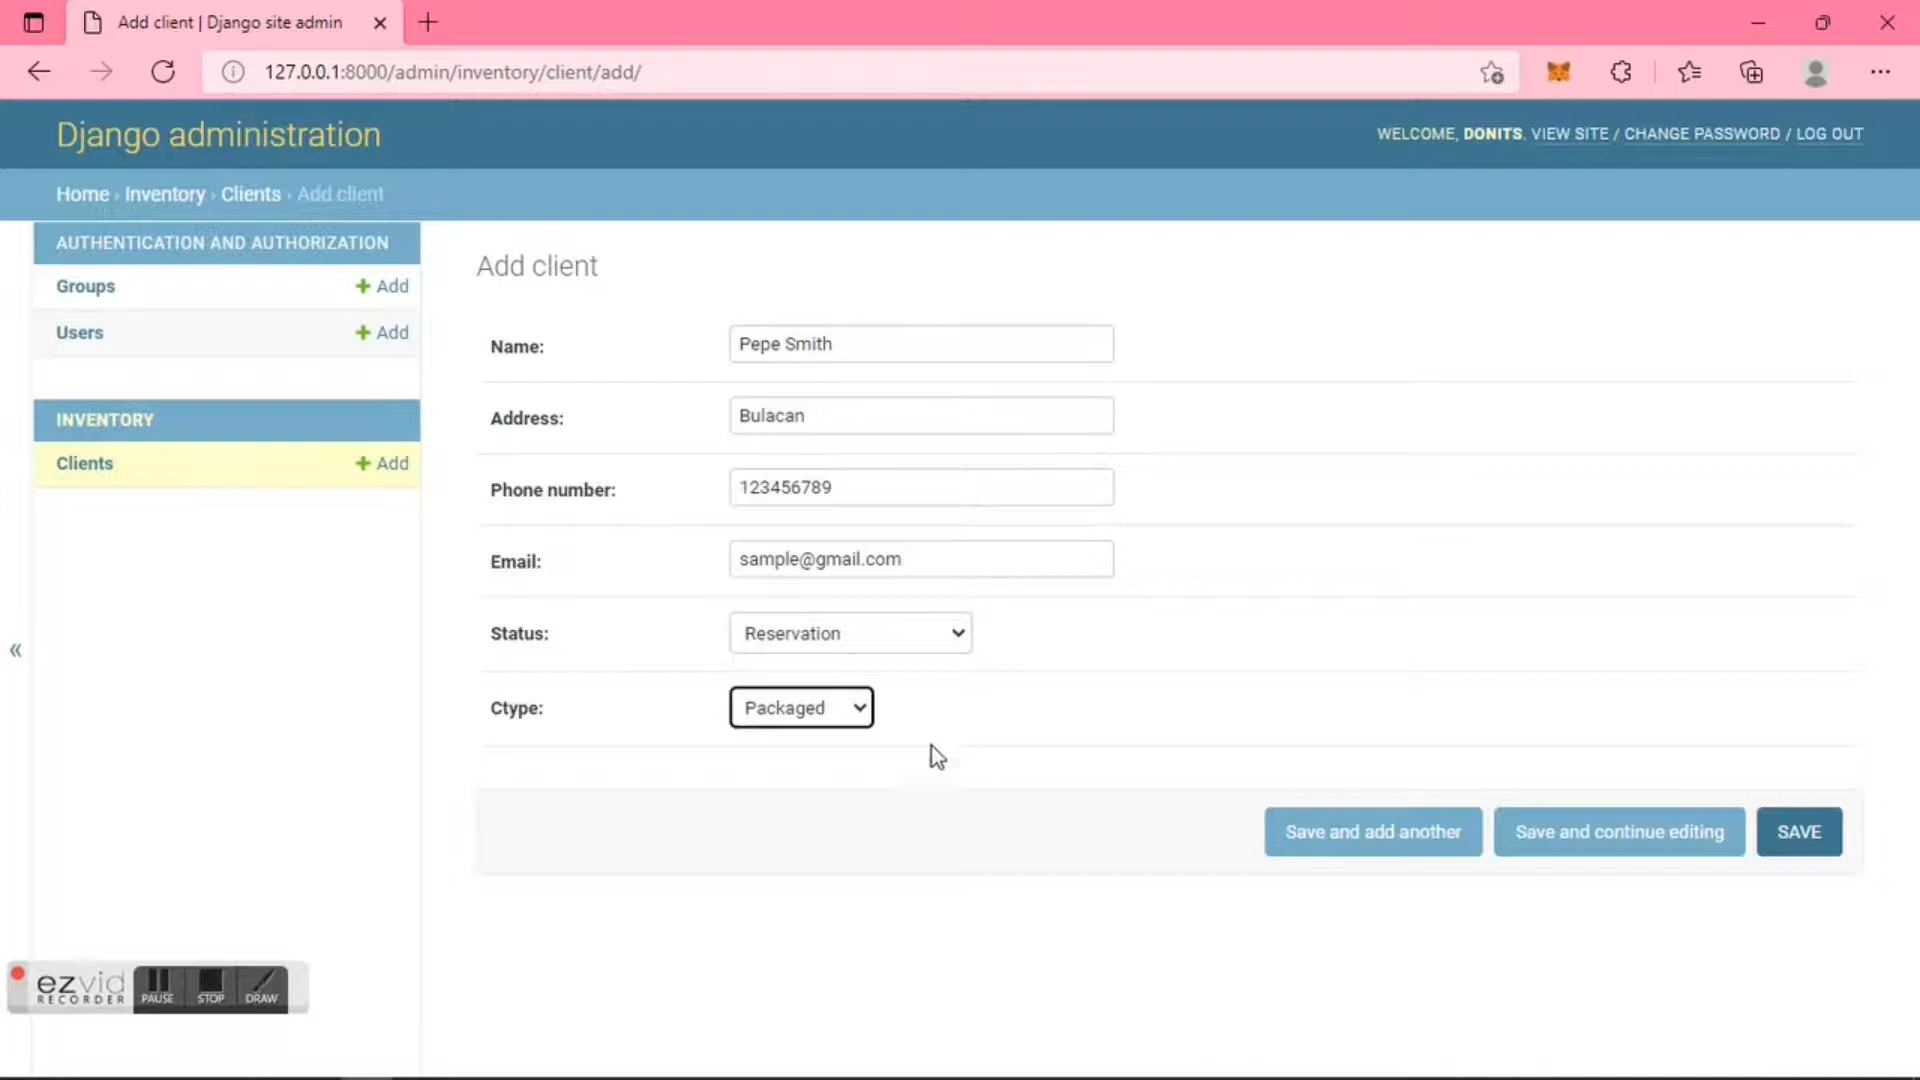 Add client | Django site admin
127.0.0.1:8000/admin/inventory/client/add/
Django administration
WELCOME, DONITS. VIEW SITE / CHANGE PASSWORD / LOG OUT
Home › Inventory › Clients › Add client
AUTHENTICATION AND AUTHORIZATION
Groups + Add
Users + Add
INVENTORY
Clients + Add
«
Add client
Name: Pepe Smith
Address: Bulacan
Phone number: 123456789
Email: sample@gmail.com
Status: Reservation
Ctype: Packaged
Save and add another Save and continue editing SAVE
ezvid
RECORDER PAUSE STOP DRAW